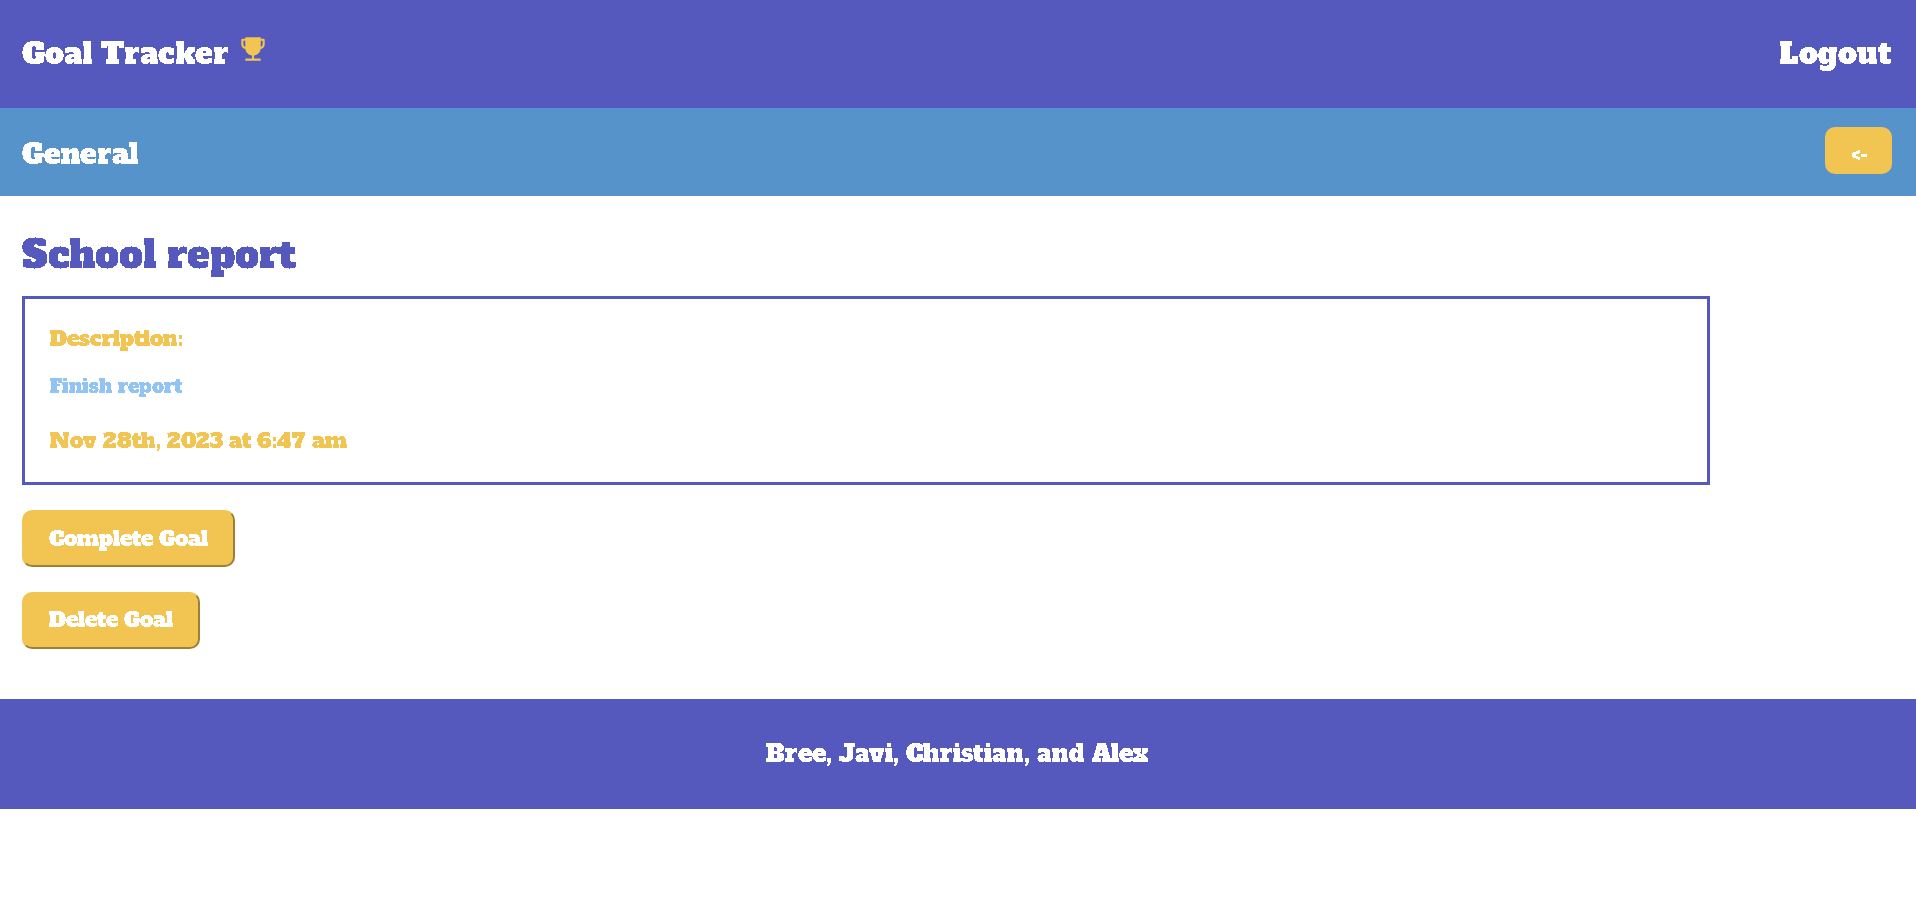 Goal Tracker
Logout
General
<-
School report
Description:
Finish report
Nov 28th, 2023 at 6:47 am
Complete Goal
Delete Goal
Bree, Javi, Christian, and Alex